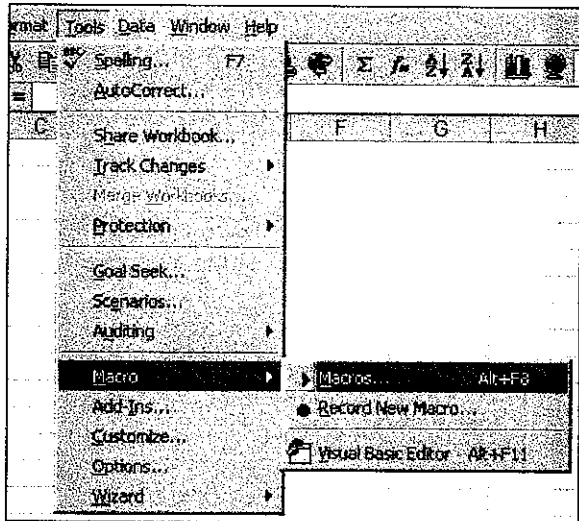 rmat Tools Data Window Help
Spelling... F7
AutoCorrect...
=
C F G H
Share Workbook...
Track Changes
Merge Workbooks...
Protection
Goal Seek...
Scenarios...
Auditing
Macro
Macros... Alt+F8
Add-Ins...
Record New Macro...
Customize...
Visual Basic Editor Alt+F11
Options...
Wizard